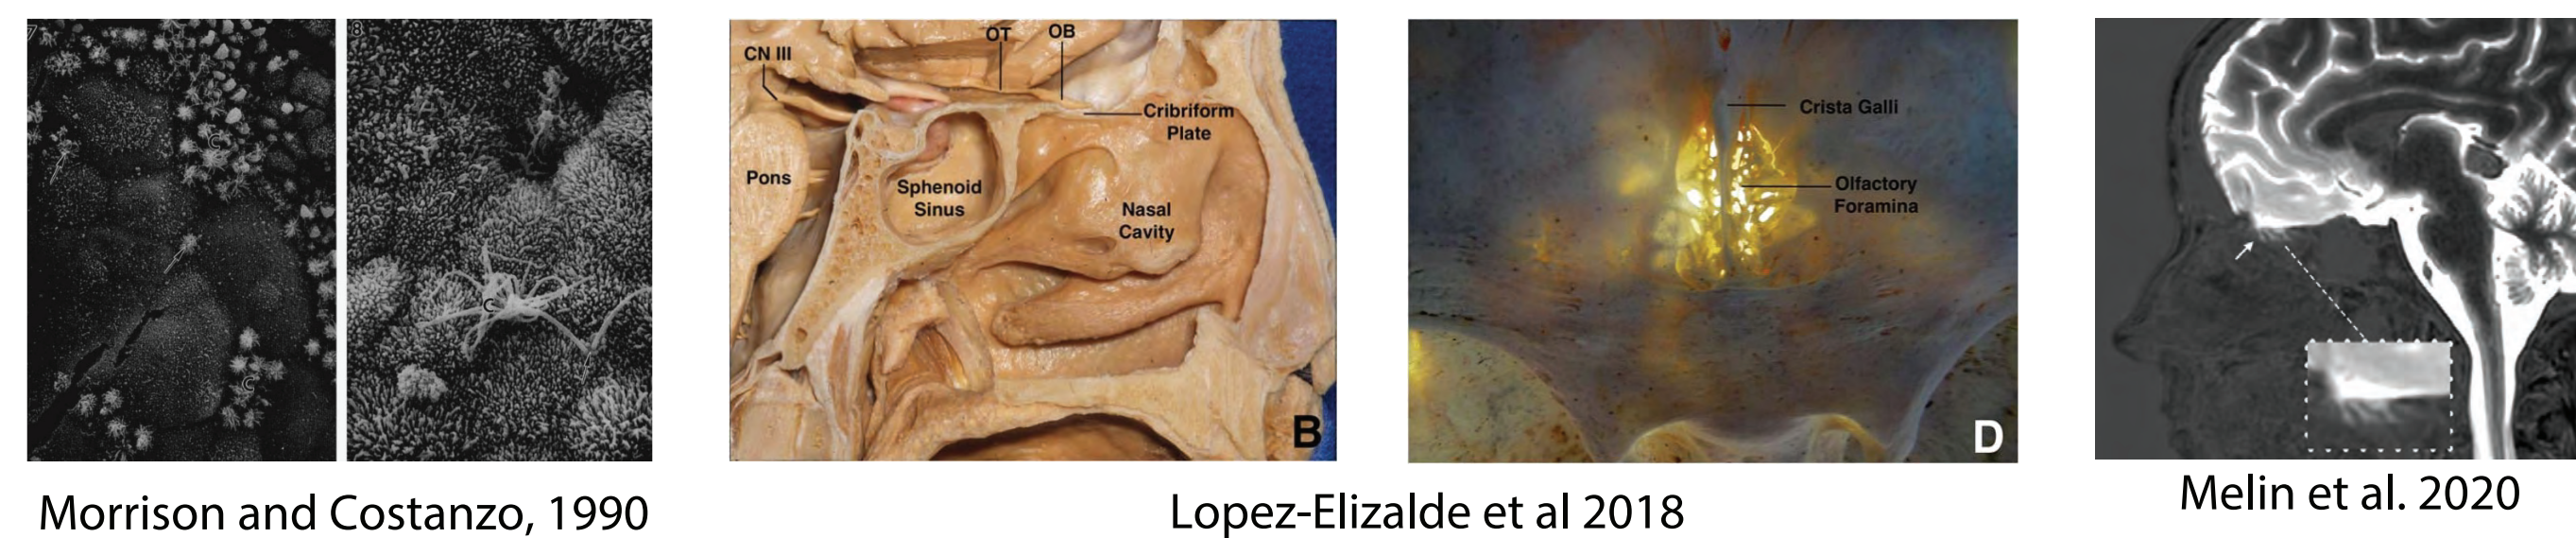 7
8
C
C
C
OT
OB
CN III
Cribriform
Plate
Pons
Sphenoid
Sinus
Nasal
Cavity
B
Crista Galli
Olfactory
Foramina
D
Morrison and Costanzo, 1990
Lopez-Elizalde et al 2018
Melin et al. 2020